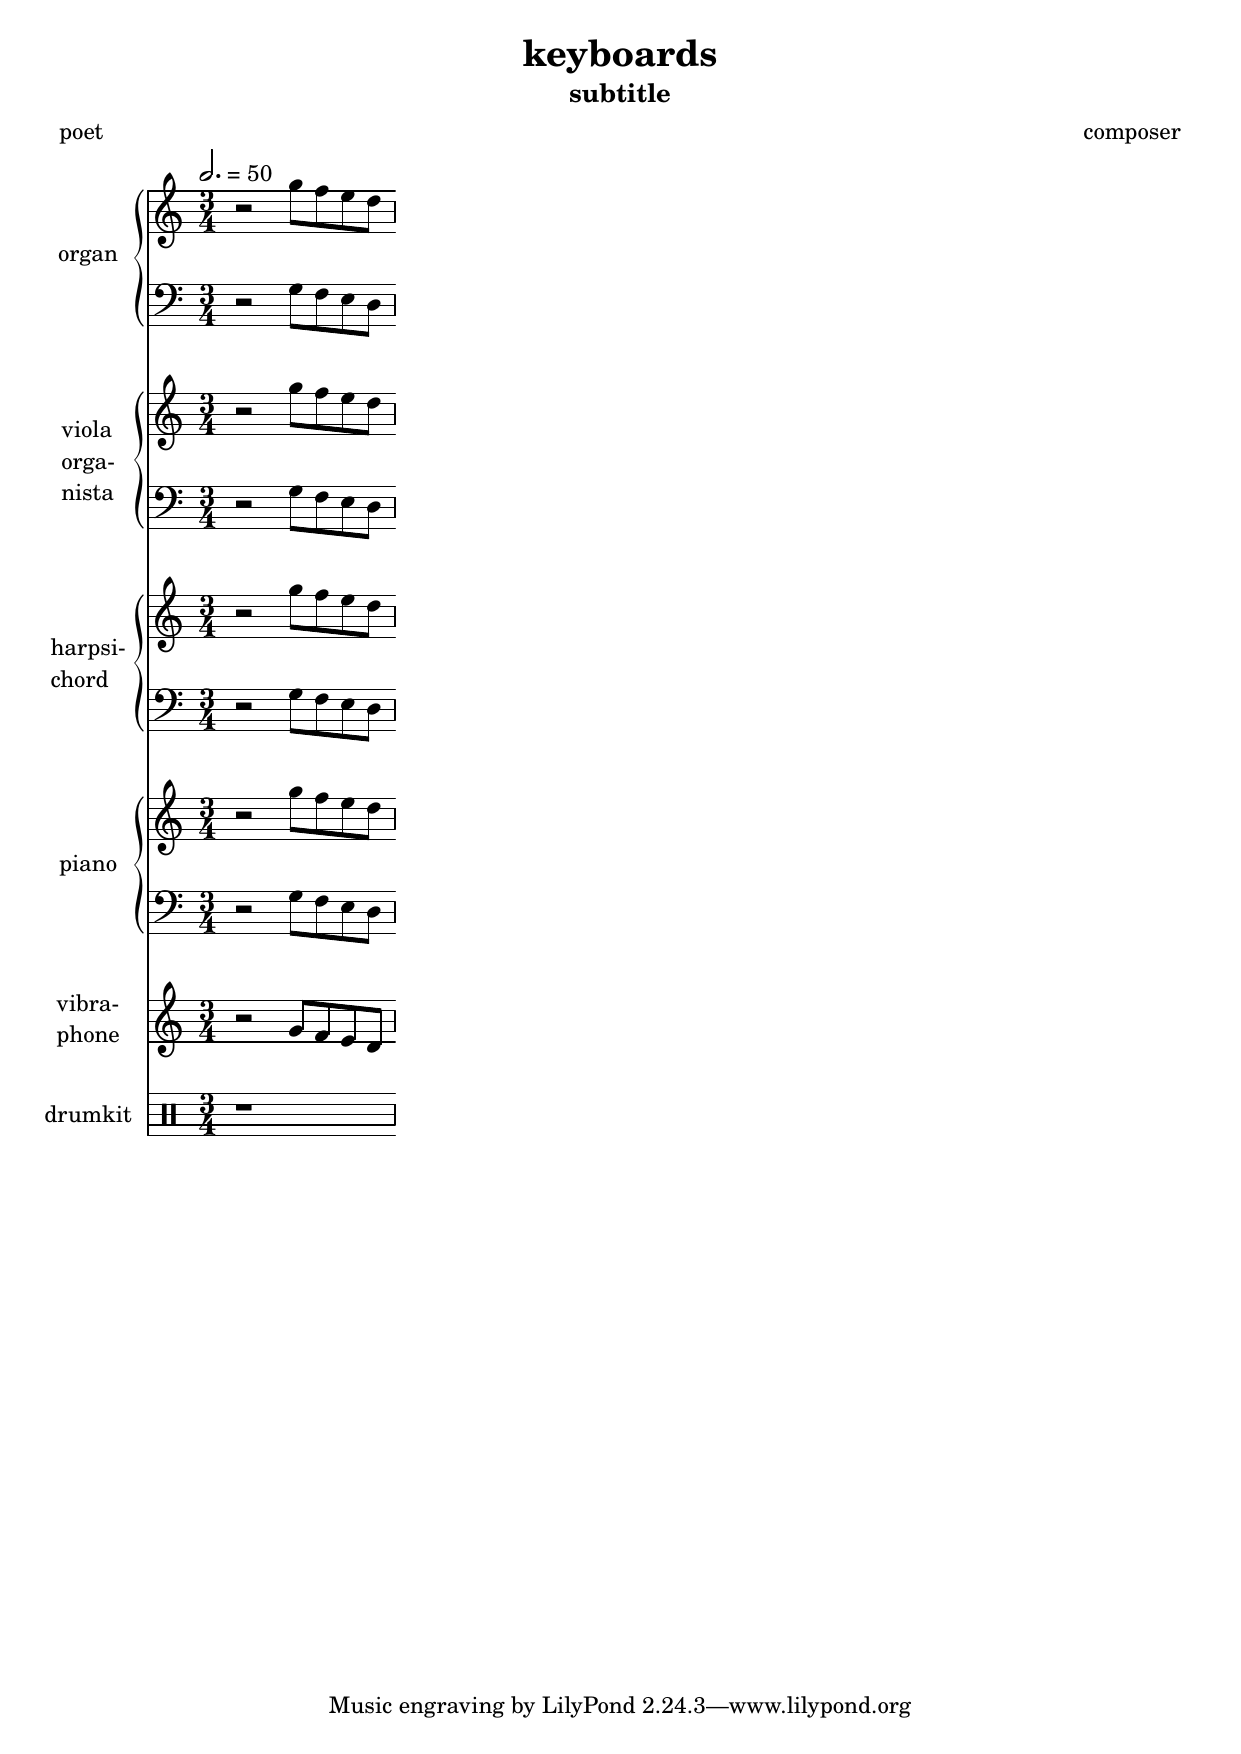 keyboards
subtitle
poet
composer
= 50
organ
viola
orga-
nista
harpsi-
chord
piano
vibra-
phone
drumkit
Music engraving by LilyPond 2.24.3—www.lilypond.org